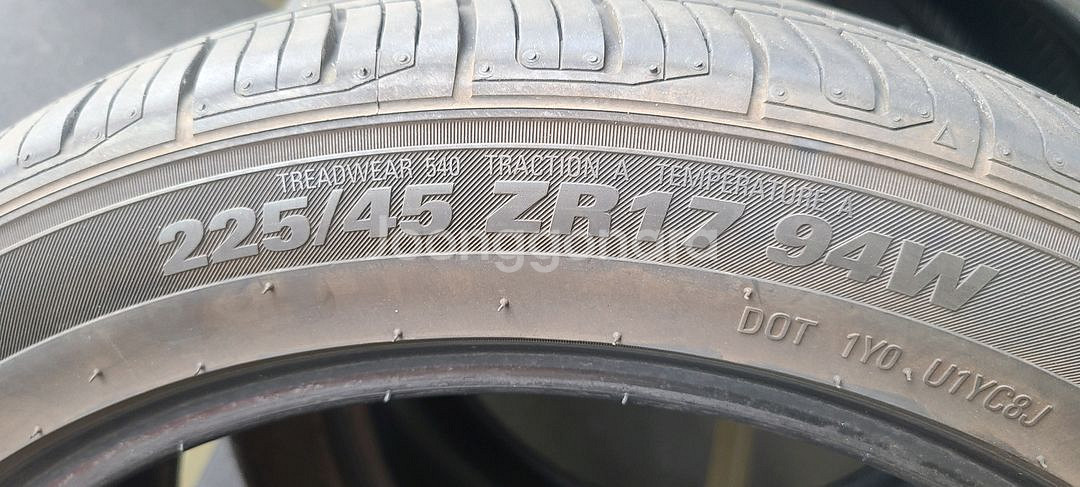 TREADWEAR 540 TRACTION A TEMPERATURE A
225/45 ZR17 94W
DOT 1Y0 U1YC8J